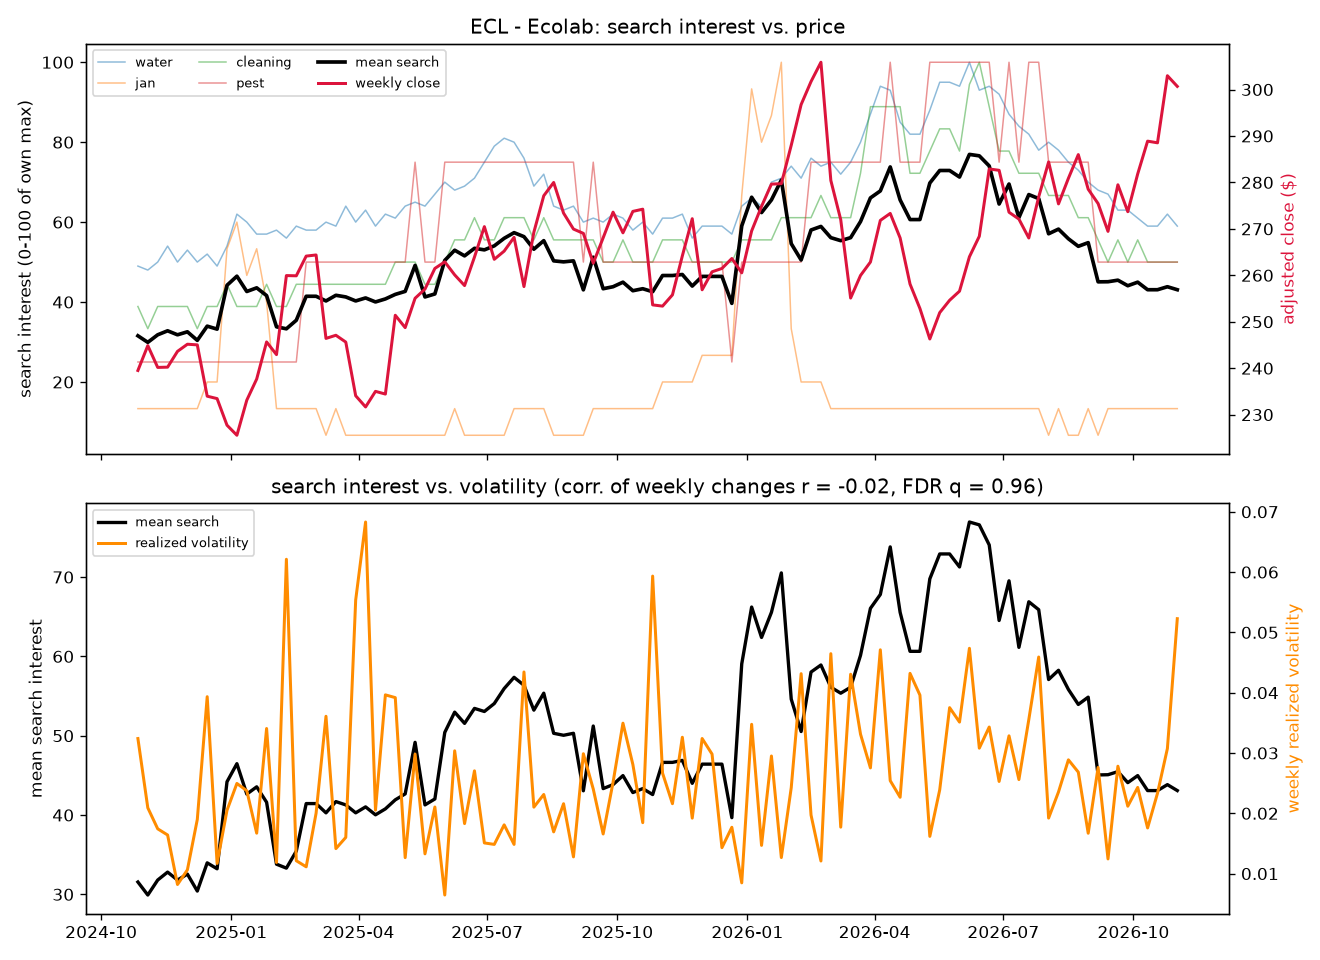 ECL - Ecolab: search interest vs. price
water
jan
cleaning
pest
mean search
weekly close
search interest (0-100 of own max)
100
80
60
40
20
300
290
280
270
260
250
240
230
adjusted close ($)
search interest vs. volatility (corr. of weekly changes r = -0.02, FDR q = 0.96)
mean search
realized volatility
mean search interest
70
60
50
40
30
0.07
0.06
0.05
0.04
0.03
0.02
0.01
weekly realized volatility
2024-10 2025-01 2025-04 2025-07 2025-10 2026-01 2026-04 2026-07 2026-10